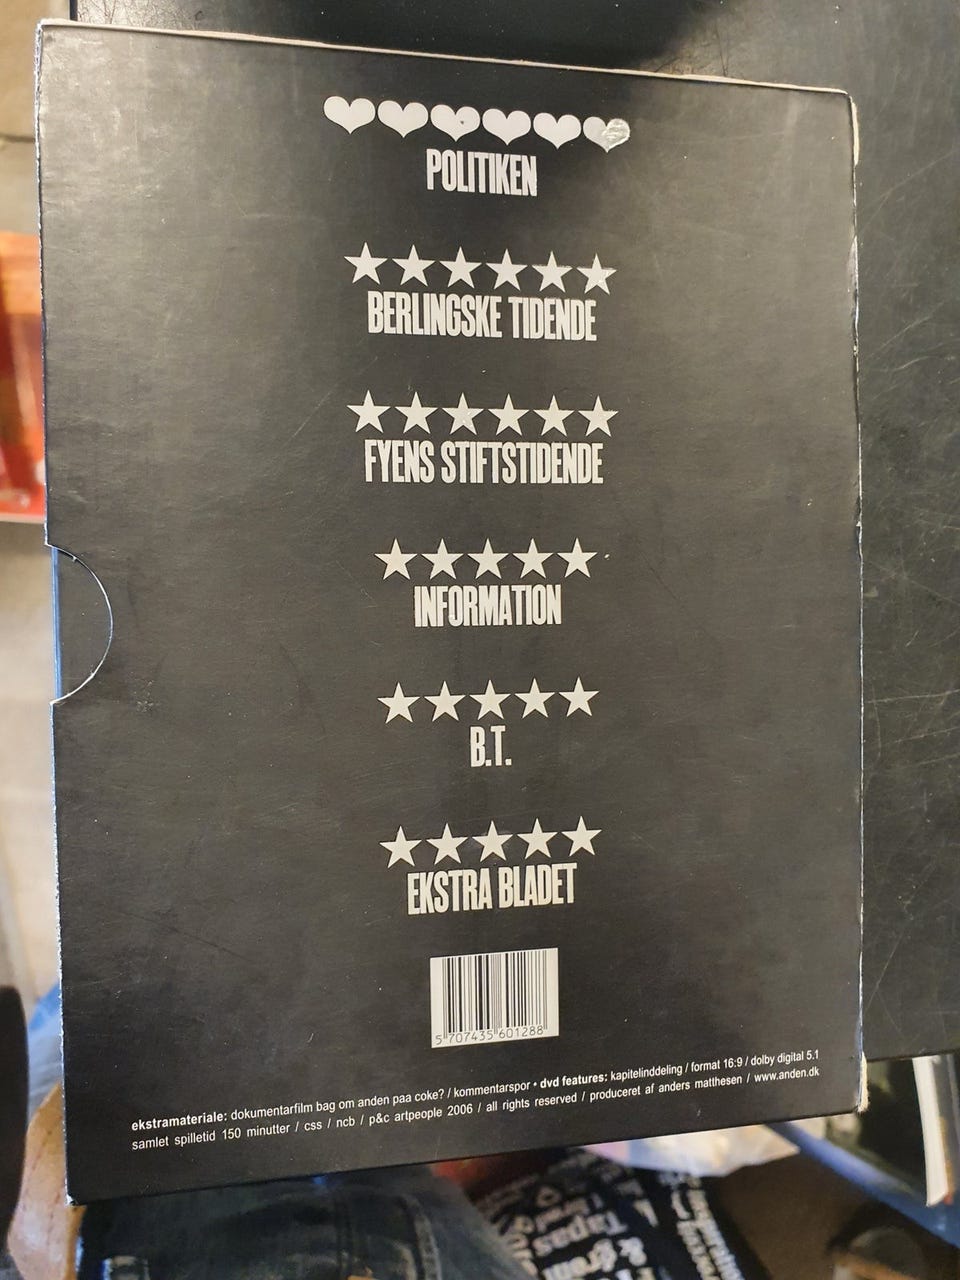 POLITIKEN
BERLINGSKE TIDENDE
FYENS STIFTSTIDENDE
INFORMATION
B.T.
EKSTRA BLADET
5 707435 601288
ekstramateriale: dokumentarfilm bag om anden paa coke? / kommentarspor • dvd features: kapitelinddeling / format 16:9 / dolby digital 5.1
samlet spilletid 150 minutter / css / ncb / p&c artpeople 2006 / all rights reserved / produceret af anders matthesen / www.anden.dk
Tapas
& from